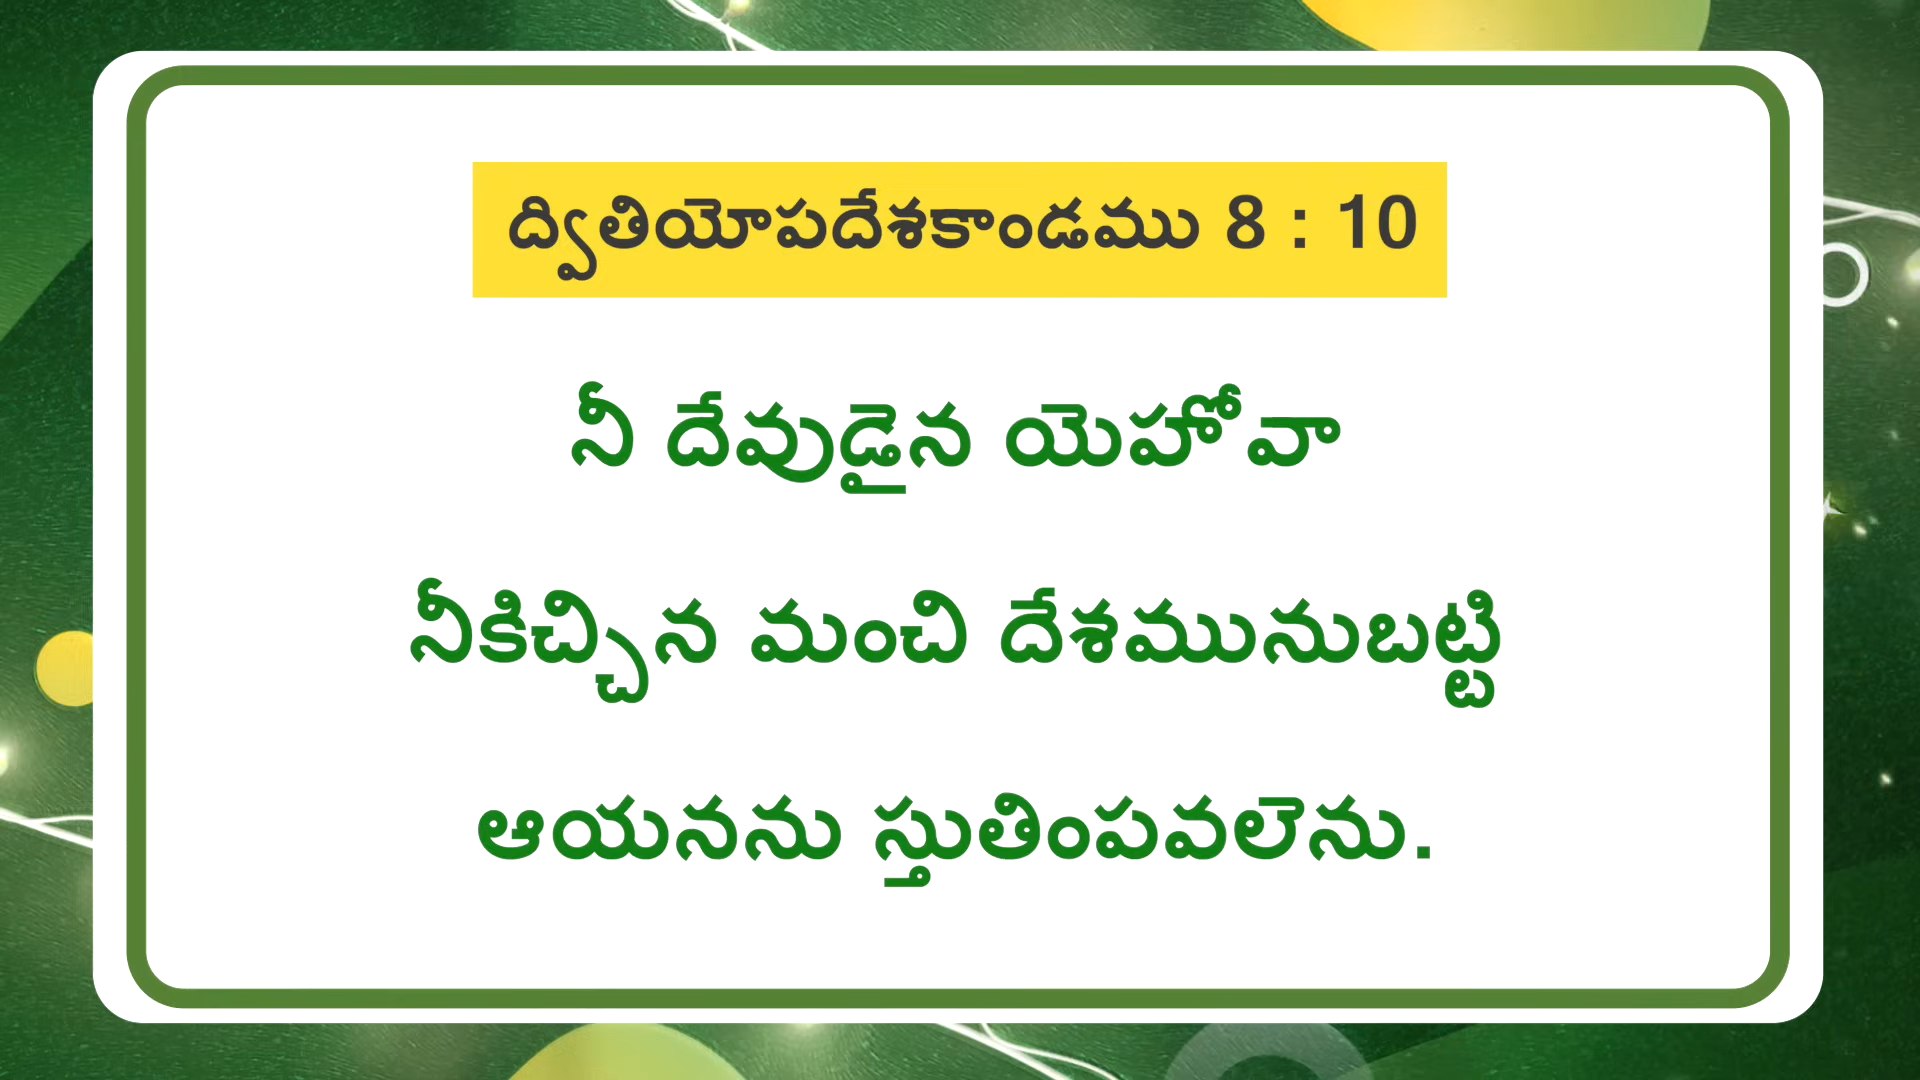 ద్వితియోపదేశకాండము 8 : 10
నీ దేవుడైన యెహోవా
నీకిచ్చిన మంచి దేశమునుబట్టి
ఆయనను స్తుతింపవలెను.